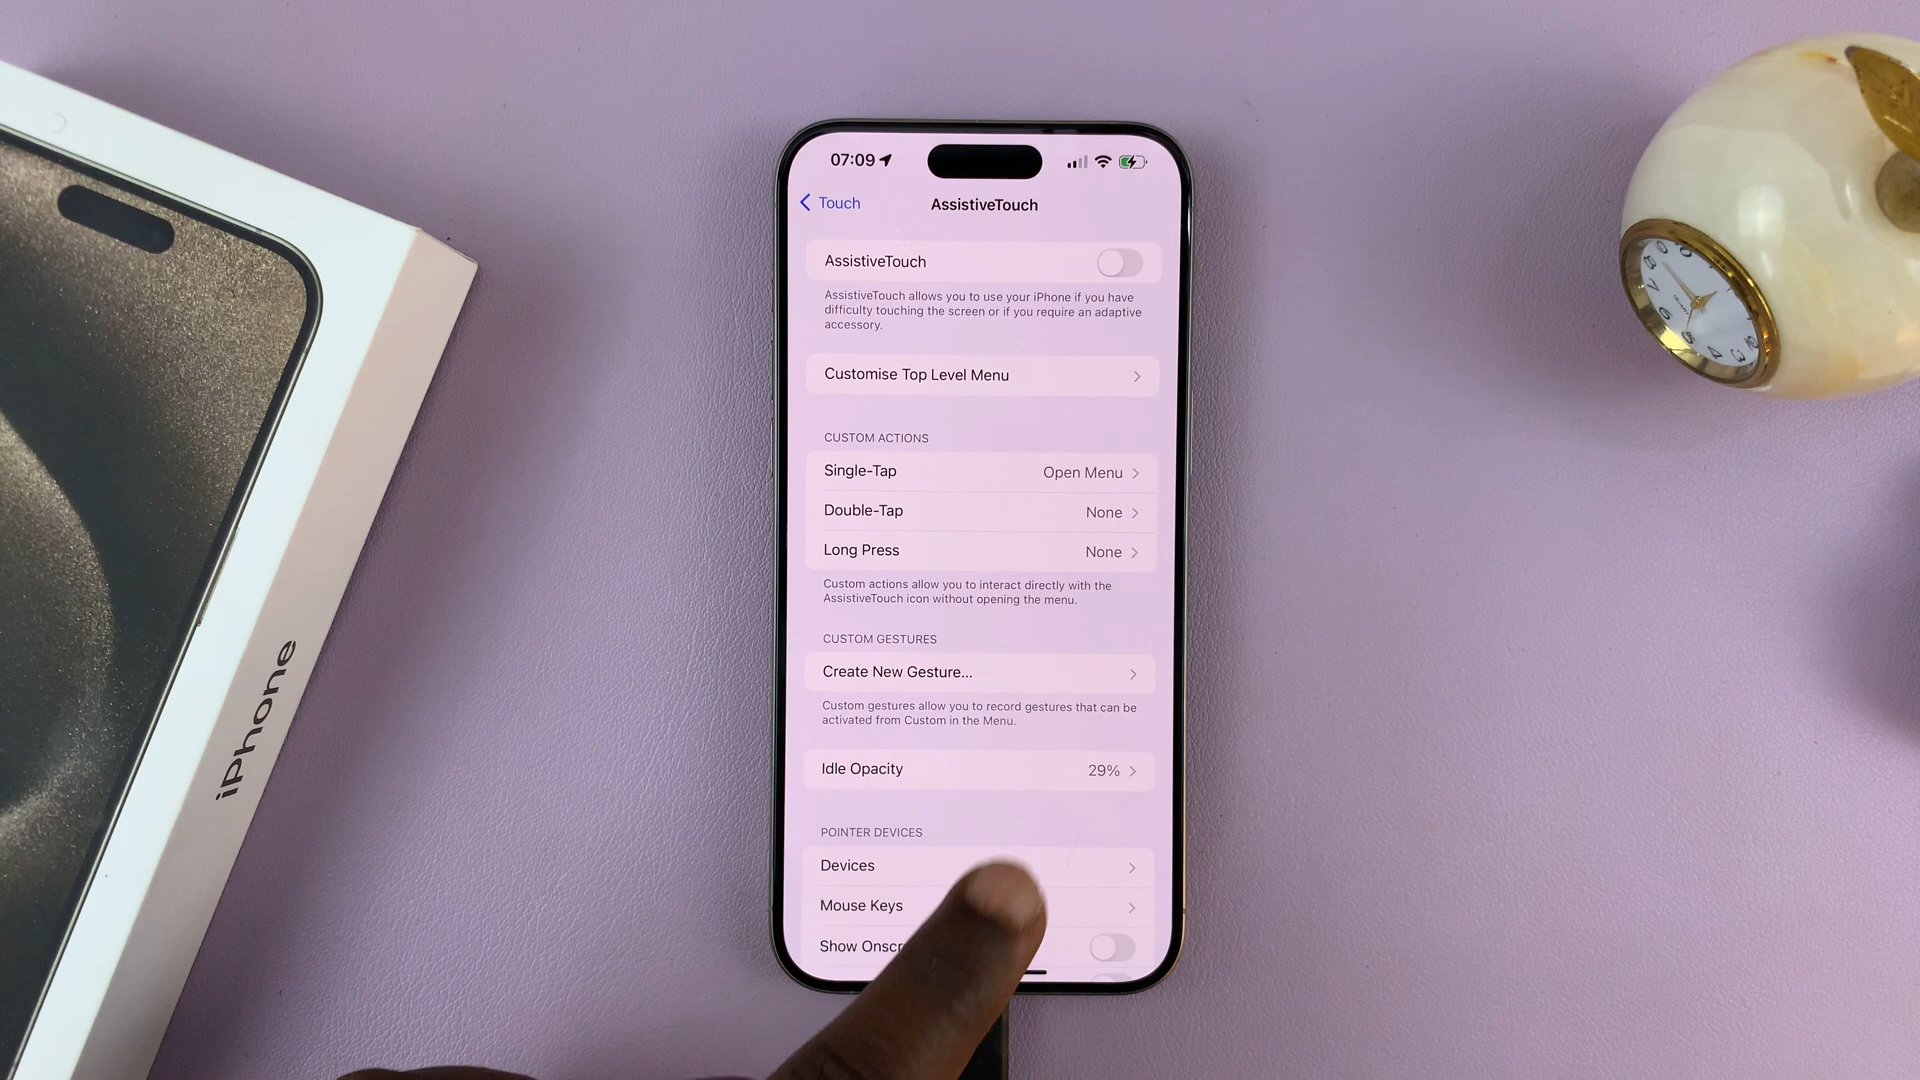 07:09
Touch
AssistiveTouch
AssistiveTouch
AssistiveTouch allows you to use your iPhone if you have
difficulty touching the screen or if you require an adaptive
accessory.
Customise Top Level Menu
CUSTOM ACTIONS
Single-Tap Open Menu
Double-Tap None
Long Press None
Custom actions allow you to interact directly with the
AssistiveTouch icon without opening the menu.
CUSTOM GESTURES
Create New Gesture...
Custom gestures allow you to record gestures that can be
activated from Custom in the Menu.
Idle Opacity 29%
POINTER DEVICES
Devices
Mouse Keys
Show
iPhone